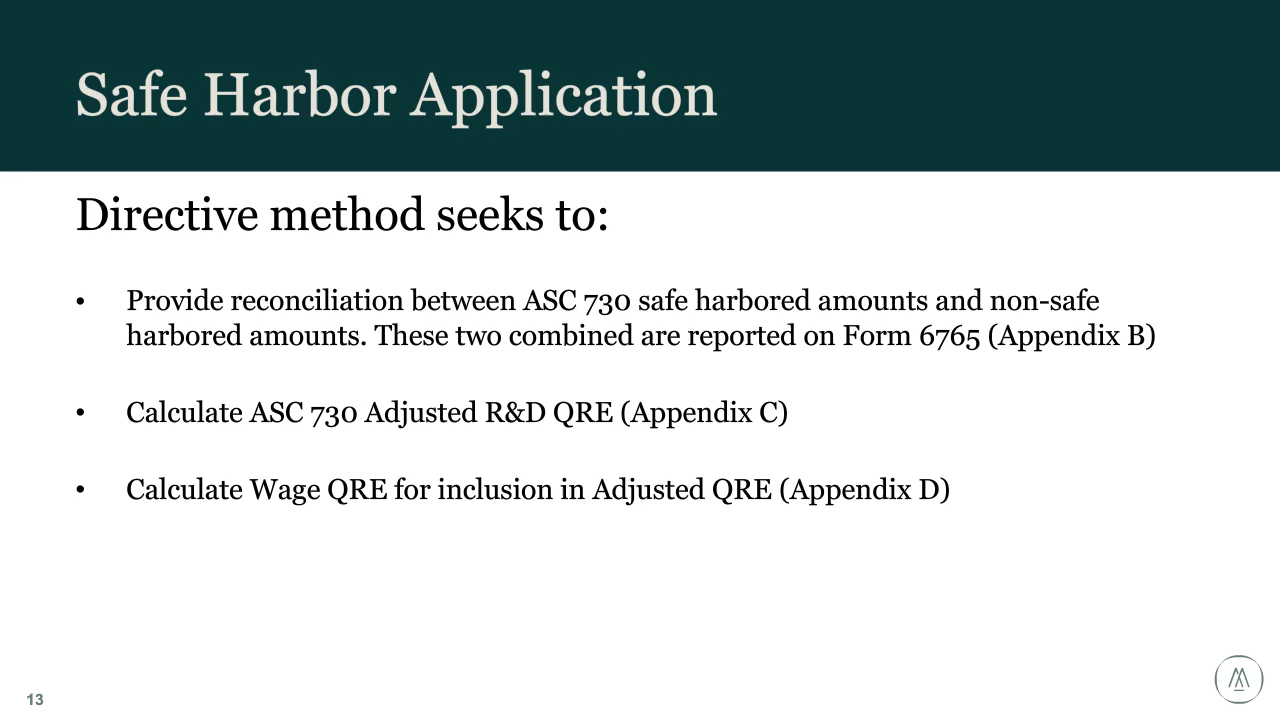 Safe Harbor Application
Directive method seeks to:
• Provide reconciliation between ASC 730 safe harbored amounts and non-safe
harbored amounts. These two combined are reported on Form 6765 (Appendix B)
• Calculate ASC 730 Adjusted R&D QRE (Appendix C)
• Calculate Wage QRE for inclusion in Adjusted QRE (Appendix D)
13